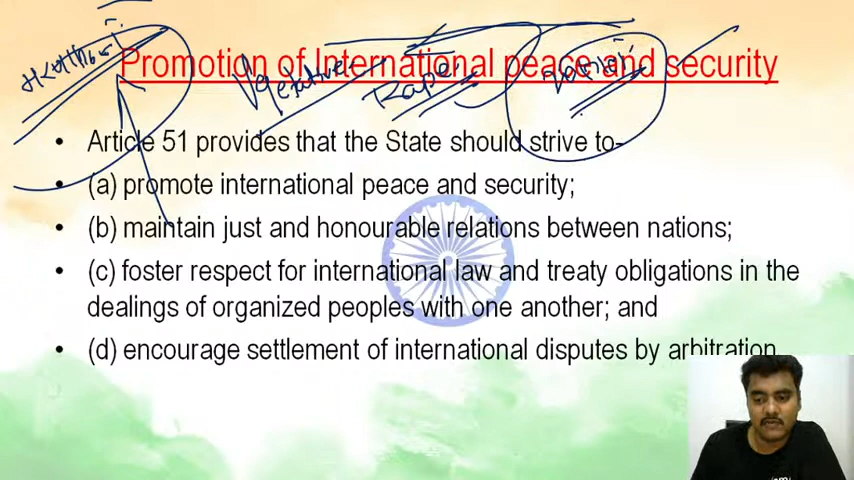 Promotion of International peace and security
• Article 51 provides that the State should strive to-
• (a) promote international peace and security;
• (b) maintain just and honourable relations between nations;
• (c) foster respect for international law and treaty obligations in the
dealings of organized peoples with one another; and
• (d) encourage settlement of international disputes by arbitration